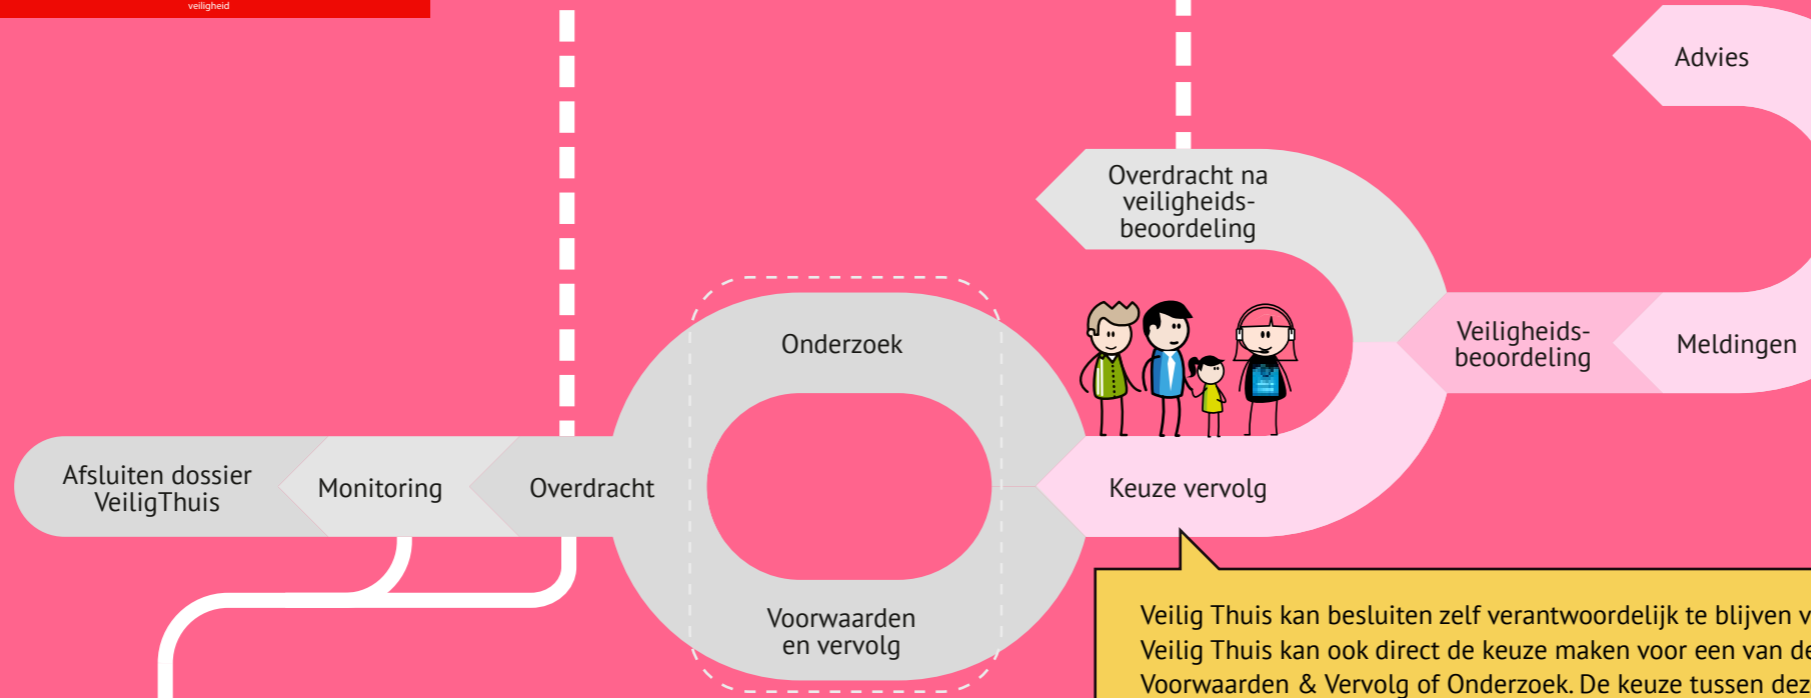 veiligheid
Advies
Overdracht na
veiligheids-
beoordeling
Onderzoek
Veiligheids-
beoordeling
Meldingen
Afsluiten dossier
VeiligThuis
Monitoring
Overdracht
Keuze vervolg
Voorwaarden
en vervolg
Veilig Thuis kan besluiten zelf verantwoordelijk te blijven
Veilig Thuis kan ook direct de keuze maken voor een van
Voorwaarden & Vervolg of Onderzoek. De keuze tussen